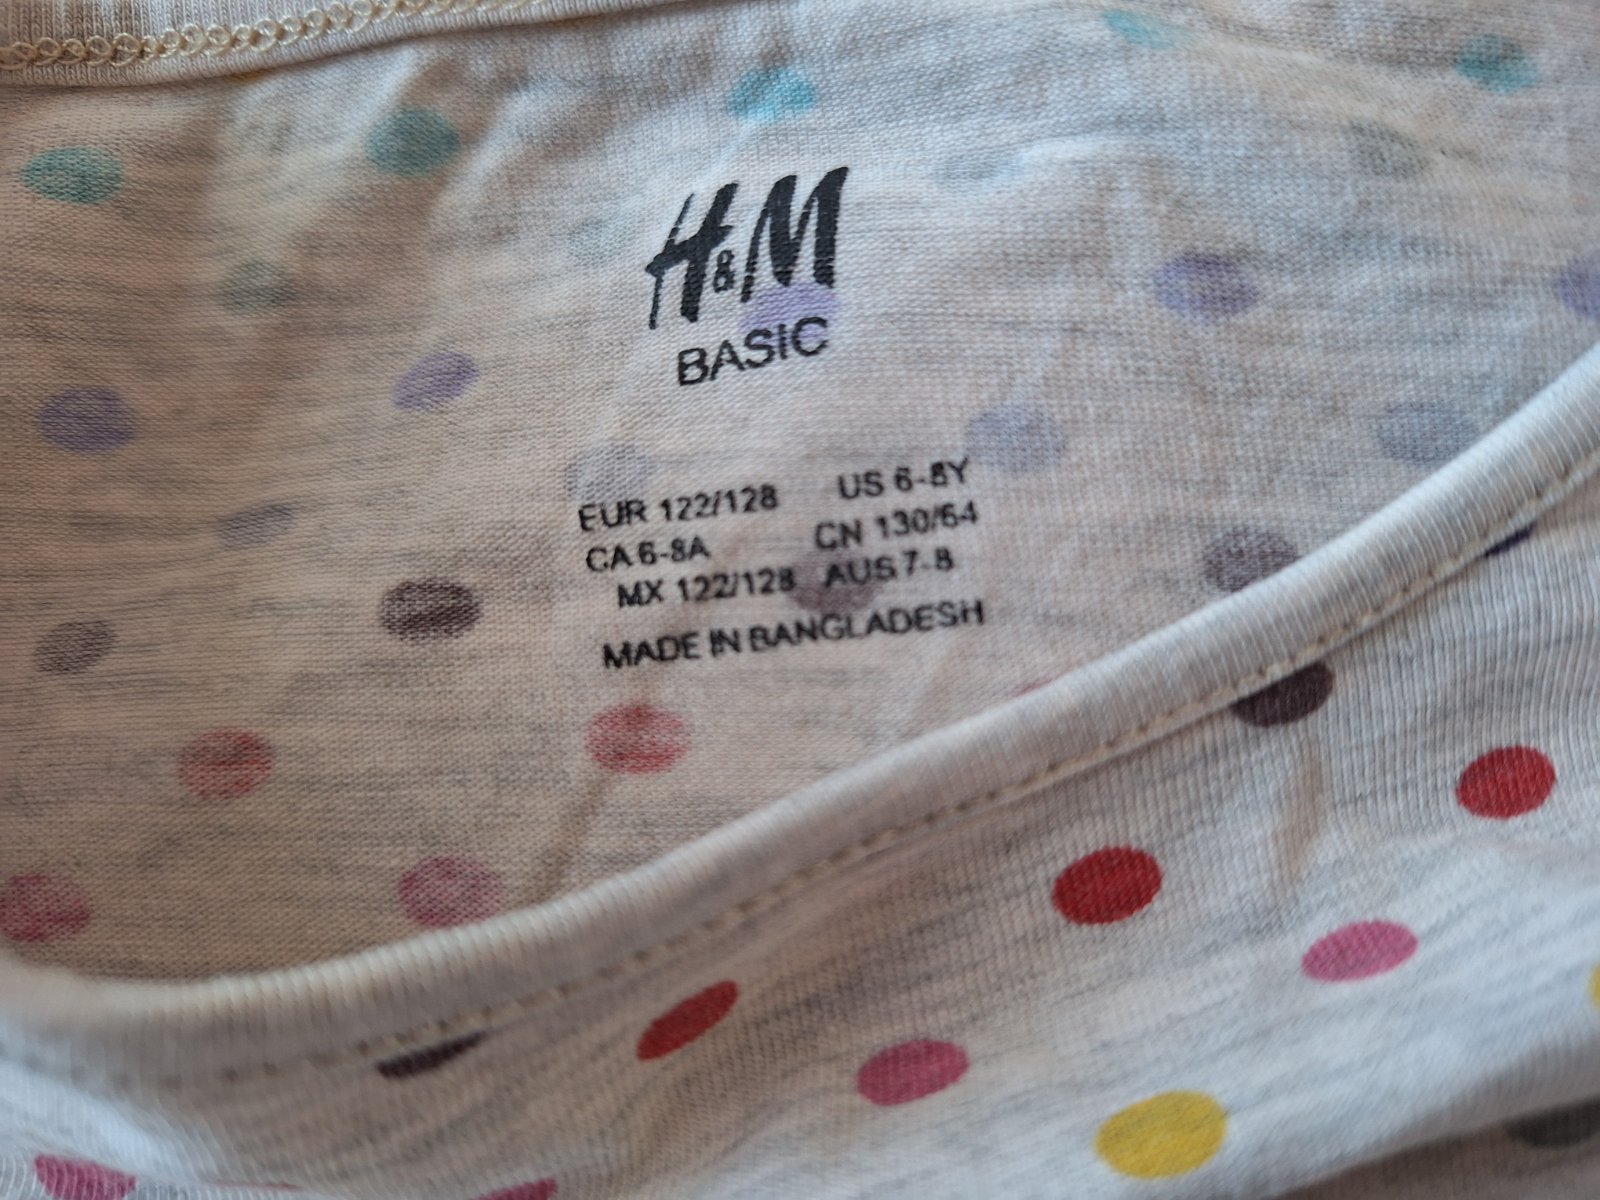 H&M
BASIC
EUR 122/128 US 6-8Y
CA 6-8A CN 130/64
MX 122/128 AUS 7-8
MADE IN BANGLADESH